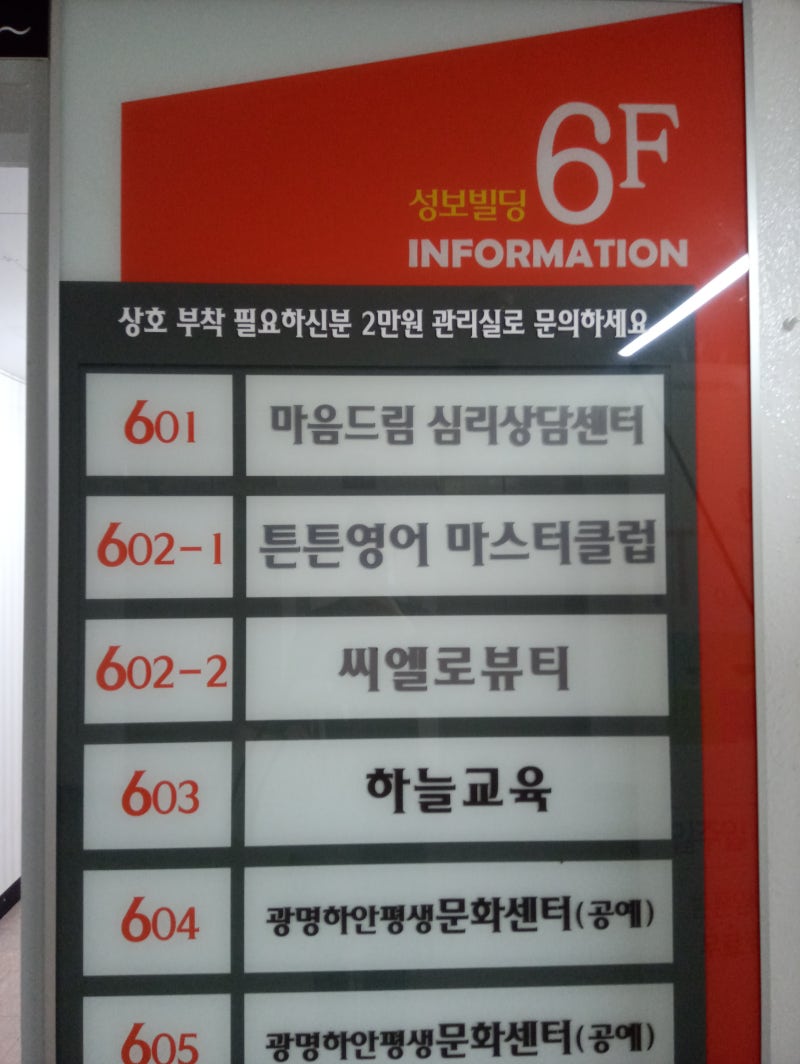 6F
성보빌딩
INFORMATION
상호 부착 필요하신분 2만원 관리실로 문의하세요
601 마음드림 심리상담센터
602-1 튼튼영어 마스터클럽
602-2 씨엘로뷰티
603 하늘교육
604 광명하안평생문화센터(공예)
605 광명하안평생문화센터(공예)